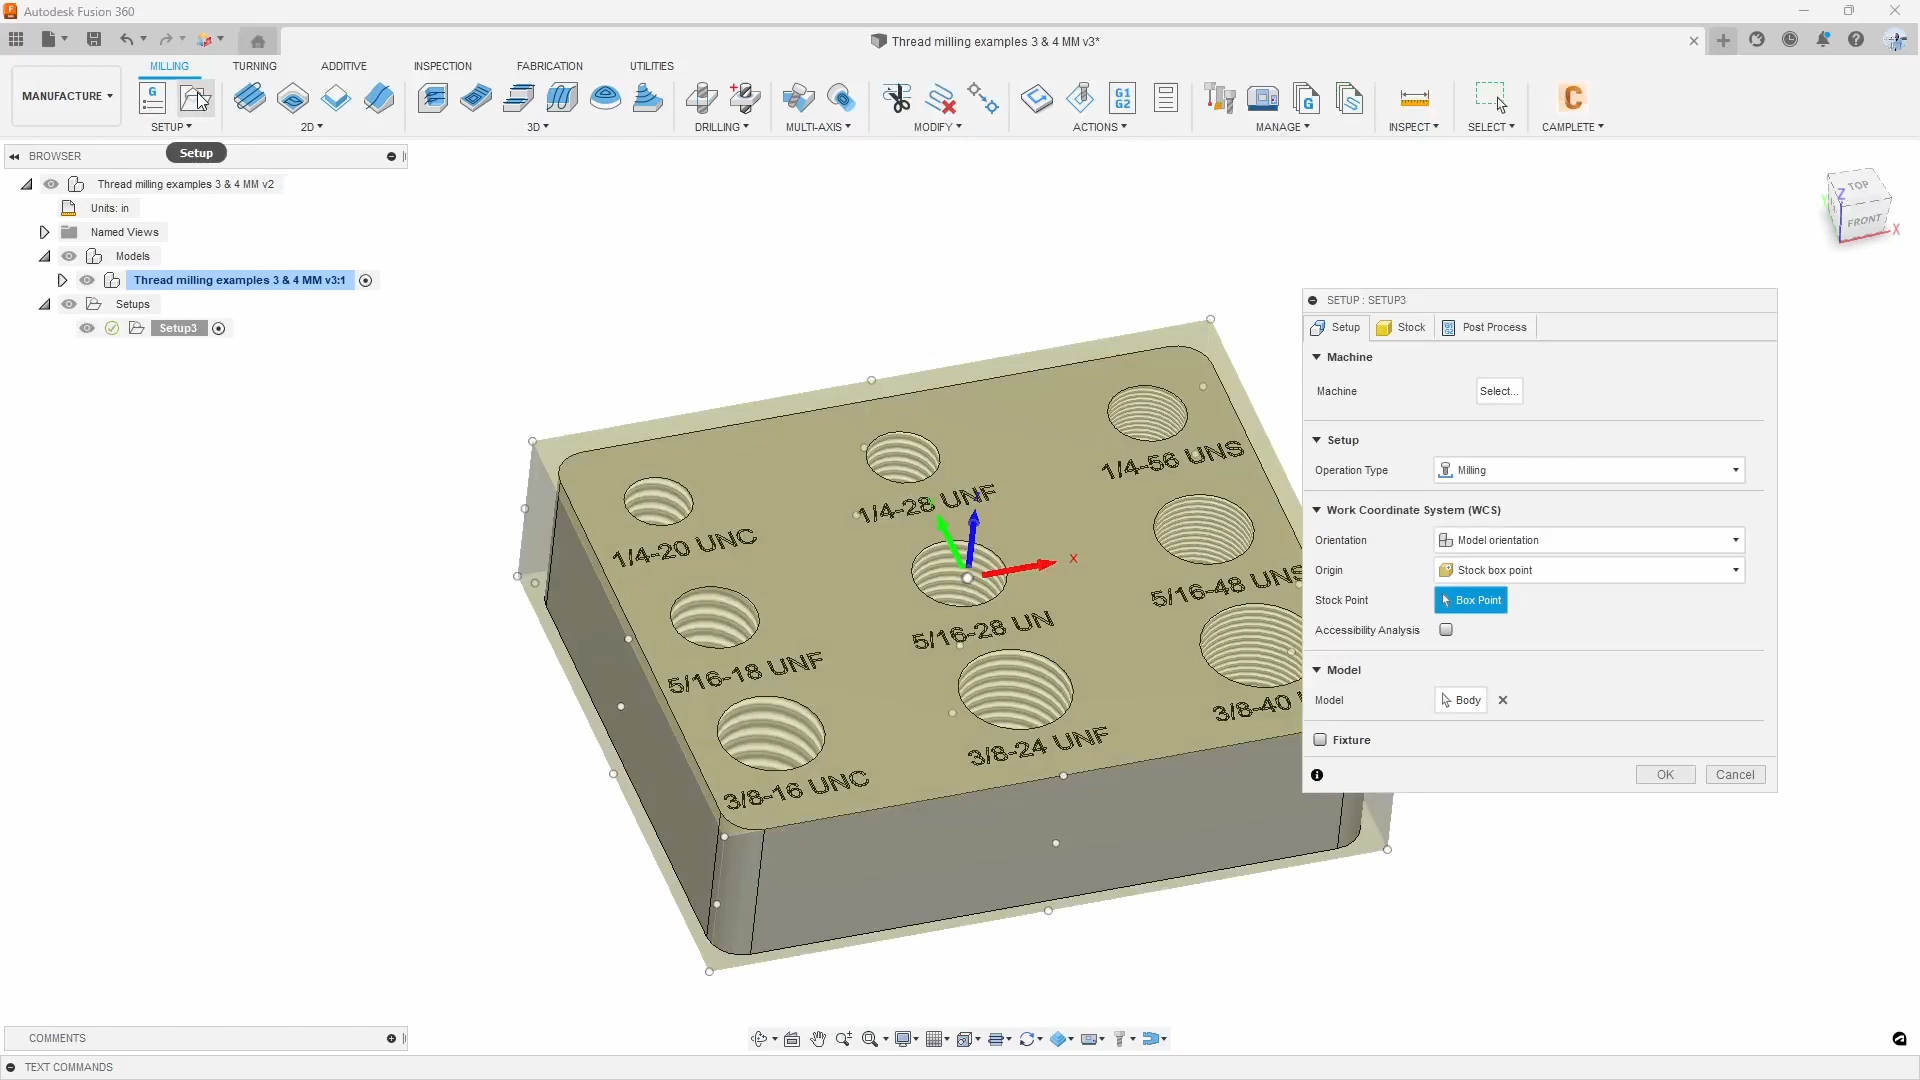 Autodesk Fusion 360
Thread milling examples 3 & 4 MM v3*
MANUFACTURE
MILLING
TURNING
ADDITIVE
INSPECTION
FABRICATION
UTILITIES
G
G1
G2
G
C
SETUP
2D
3D
DRILLING
MULTI-AXIS
MODIFY
ACTIONS
MANAGE
INSPECT
SELECT
CAMPLETE
BROWSER
Setup
Thread milling examples 3 & 4 MM v2
Units: in
Named Views
Models
Thread milling examples 3 & 4 MM v3:1
Setups
Setup3
TOP
FRONT
Z
X
1/4-20 UNC
1/4-28 UNF
1/4-56 UNS
5/16-18 UNF
5/16-28 UN
5/16-48 UNS
3/8-16 UNC
3/8-24 UNF
3/8-40
X
SETUP : SETUP3
Setup
Stock
Post Process
Machine
Machine
Select...
Setup
Operation Type
Milling
Work Coordinate System (WCS)
Orientation
Model orientation
Origin
Stock box point
Stock Point
Box Point
Accessibility Analysis
Model
Model
Body
Fixture
OK
Cancel
COMMENTS
TEXT COMMANDS